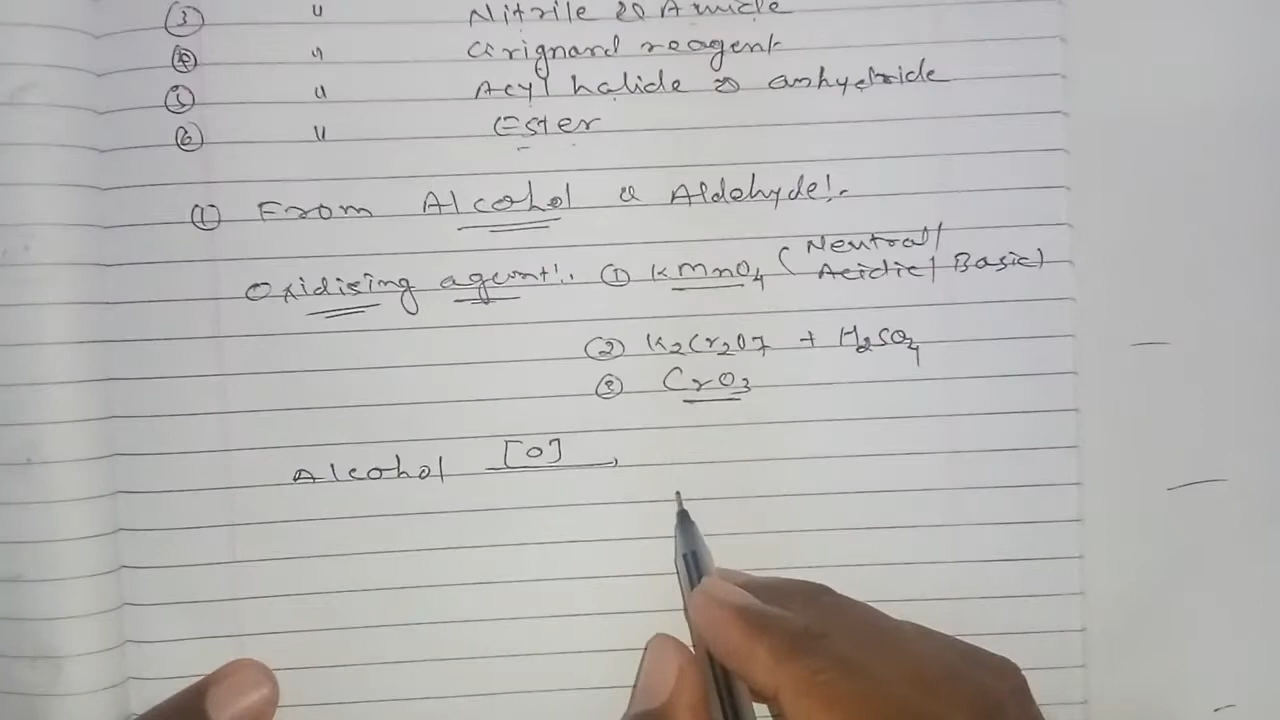 ③ " Nitrile & Amide
④ " Grignard reagent
⑤ " Acyl halide & anhydride
⑥ " Ester
① From Alcohol & Aldehyde:-
Oxidising agent:. ① KMnO4 (Neutral/
Acidic/Basic)
② K2Cr2O7 + H2SO4
③ CrO3
Alcohol [O]